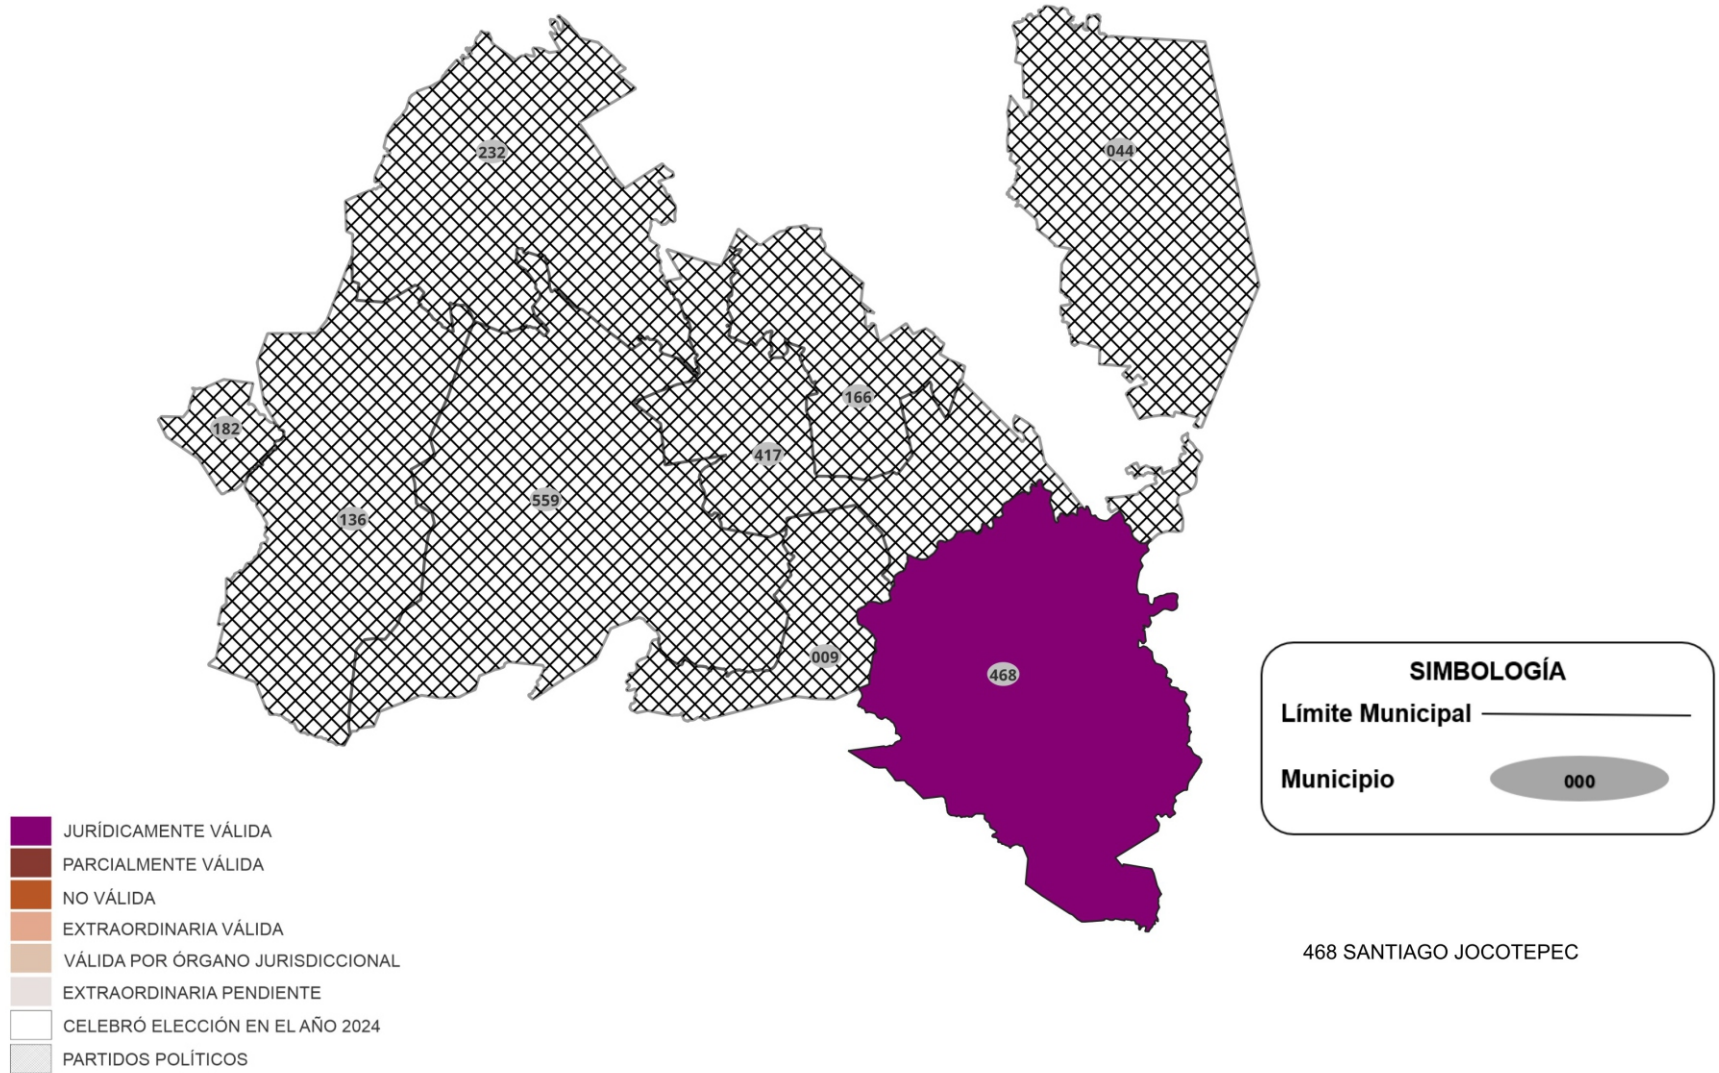 232
044
182
166
417
559
136
009
468
SIMBOLOGÍA
Límite Municipal
Municipio 000
JURÍDICAMENTE VÁLIDA
PARCIALMENTE VÁLIDA
NO VÁLIDA
EXTRAORDINARIA VÁLIDA
VÁLIDA POR ÓRGANO JURISDICCIONAL
EXTRAORDINARIA PENDIENTE
CELEBRÓ ELECCIÓN EN EL AÑO 2024
PARTIDOS POLÍTICOS
468 SANTIAGO JOCOTEPEC